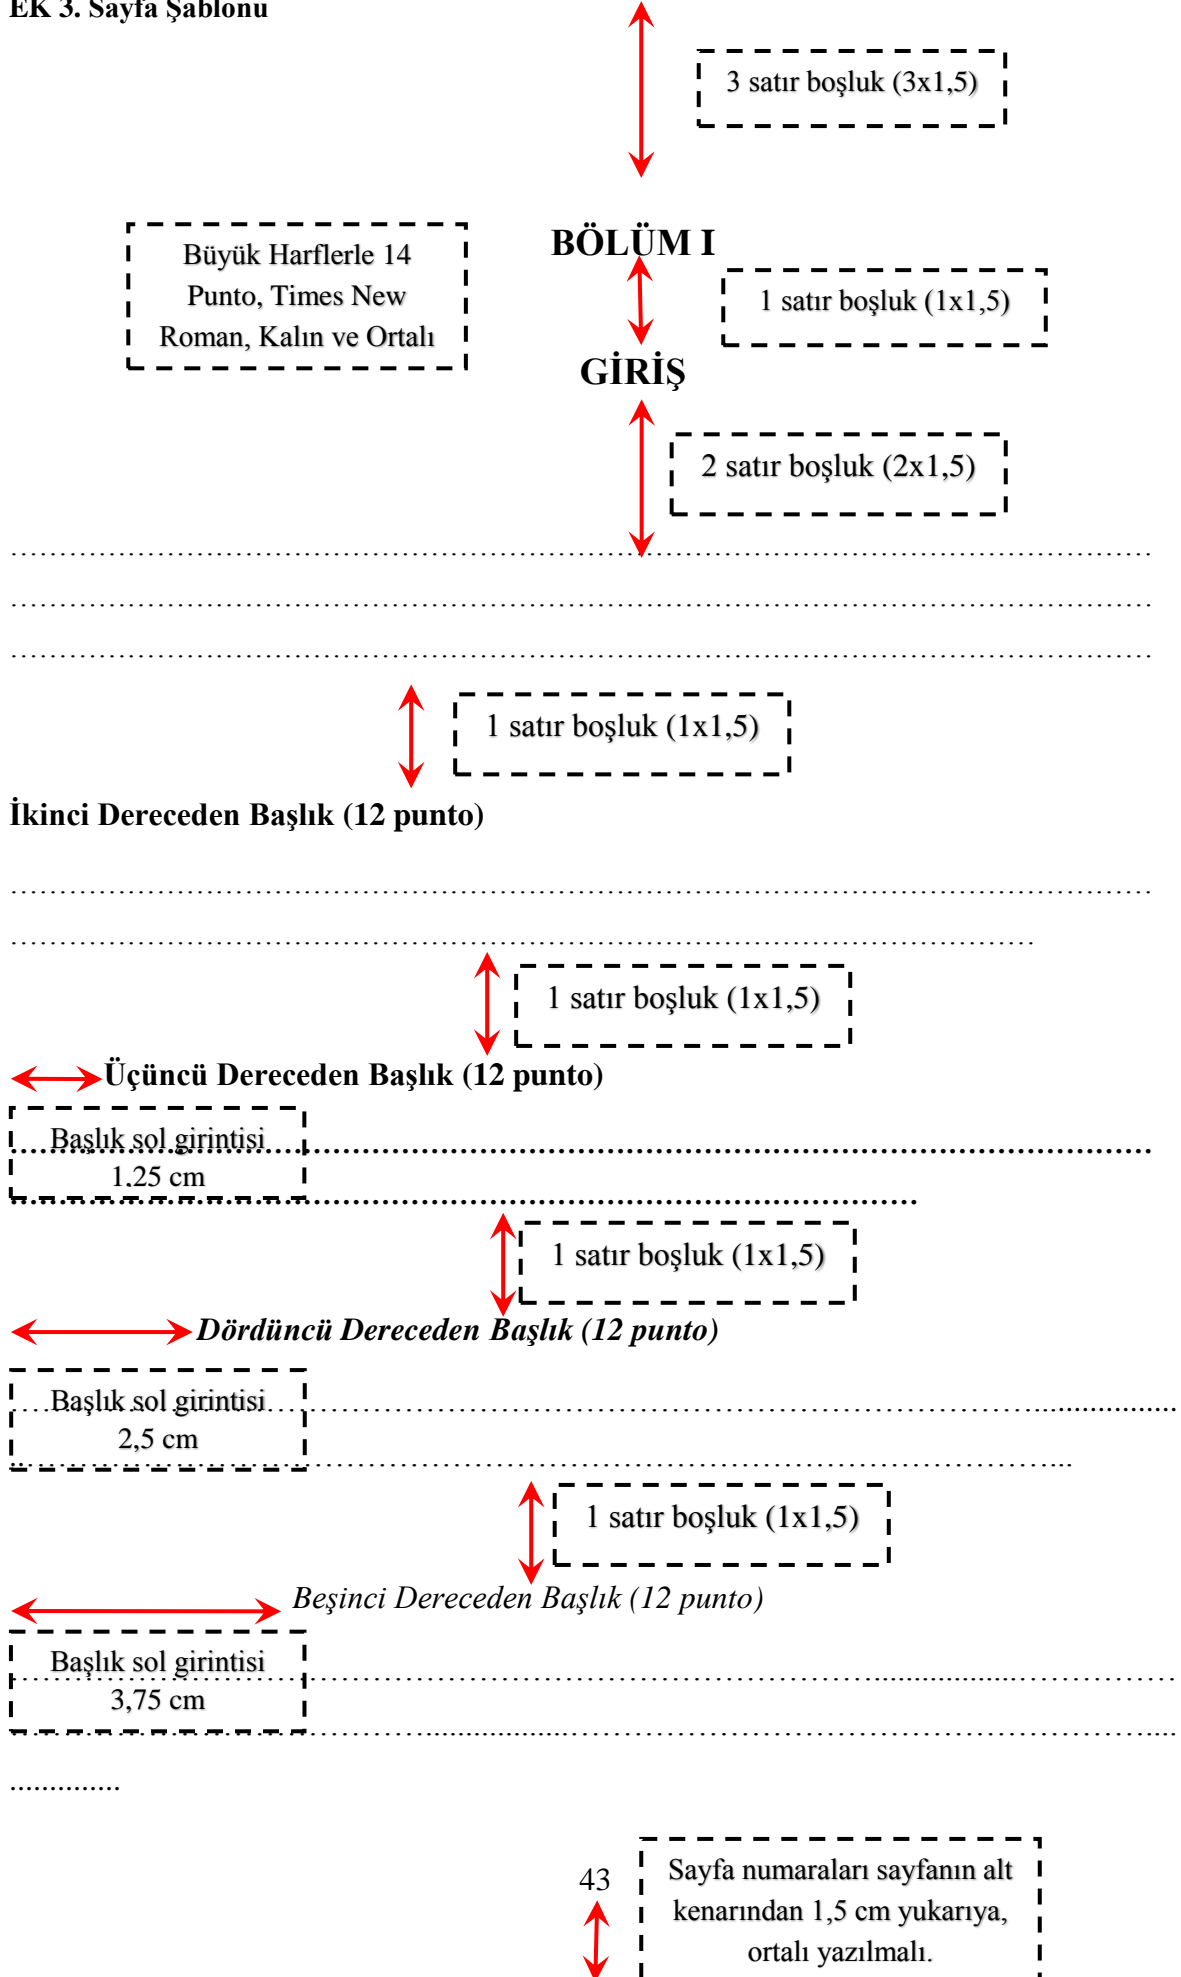 EK 3. Sayfa Şablonu
3 satır boşluk (3x1,5)
BÖLÜM I
Büyük Harflerle 14
Punto, Times New
Roman, Kalın ve Ortalı
1 satır boşluk (1x1,5)
GİRİŞ
2 satır boşluk (2x1,5)
1 satır boşluk (1x1,5)
İkinci Dereceden Başlık (12 punto)
1 satır boşluk (1x1,5)
Üçüncü Dereceden Başlık (12 punto)
Başlık sol girintisi
1,25 cm
1 satır boşluk (1x1,5)
Dördüncü Dereceden Başlık (12 punto)
Başlık sol girintisi
2,5 cm
1 satır boşluk (1x1,5)
Beşinci Dereceden Başlık (12 punto)
Başlık sol girintisi
3,75 cm
43
Sayfa numaraları sayfanın alt
kenarından 1,5 cm yukarıya,
ortalı yazılmalı.